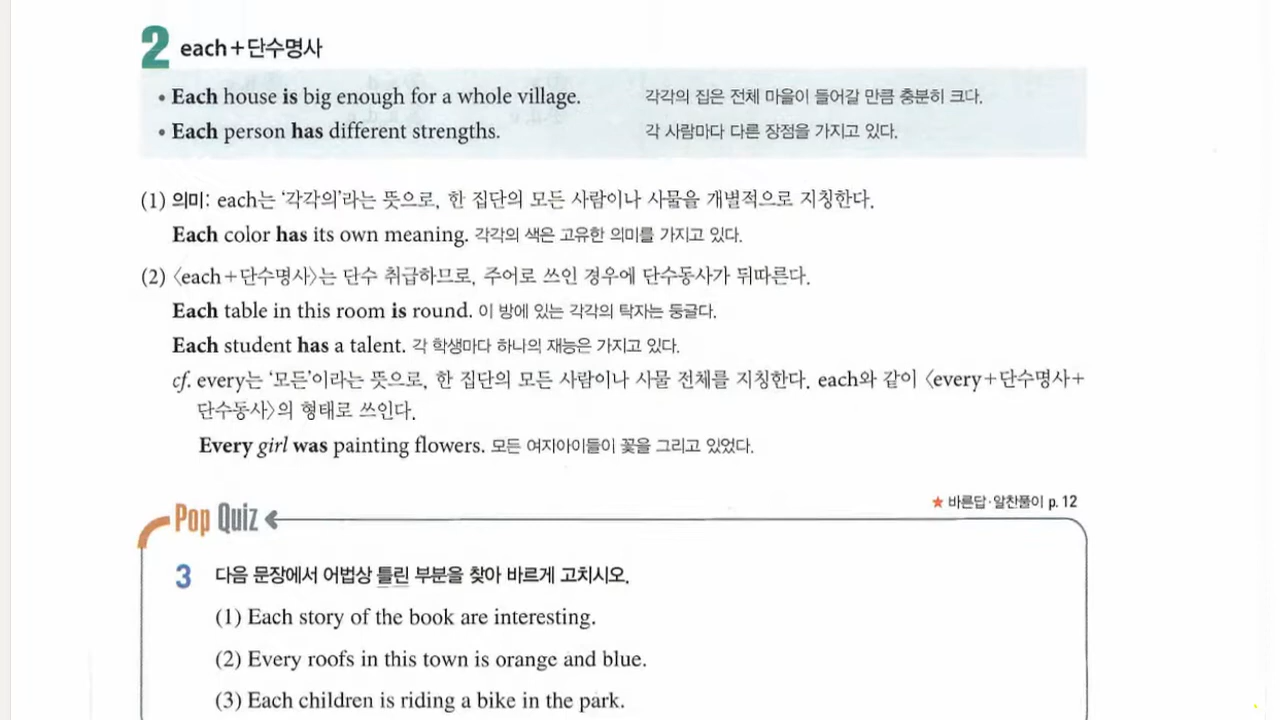 2 each+단수명사
• Each house is big enough for a whole village. 각각의 집은 전체 마을이 들어갈 만큼 충분히 크다.
• Each person has different strengths. 각 사람마다 다른 장점을 가지고 있다.
(1) 의미: each는 ‘각각의’라는 뜻으로, 한 집단의 모든 사람이나 사물을 개별적으로 지칭한다.
Each color has its own meaning. 각각의 색은 고유한 의미를 가지고 있다.
(2) 〈each+단수명사〉는 단수 취급하므로, 주어로 쓰인 경우에 단수동사가 뒤따른다.
Each table in this room is round. 이 방에 있는 각각의 탁자는 둥글다.
Each student has a talent. 각 학생마다 하나의 재능은 가지고 있다.
cf. every는 ‘모든’이라는 뜻으로, 한 집단의 모든 사람이나 사물 전체를 지칭한다. each와 같이 〈every+단수명사+
단수동사〉의 형태로 쓰인다.
Every girl was painting flowers. 모든 여지아이들이 꽃을 그리고 있었다.
★ 바른답·알찬풀이 p. 12
Pop Quiz
3 다음 문장에서 어법상 틀린 부분을 찾아 바르게 고치시오.
(1) Each story of the book are interesting.
(2) Every roofs in this town is orange and blue.
(3) Each children is riding a bike in the park.